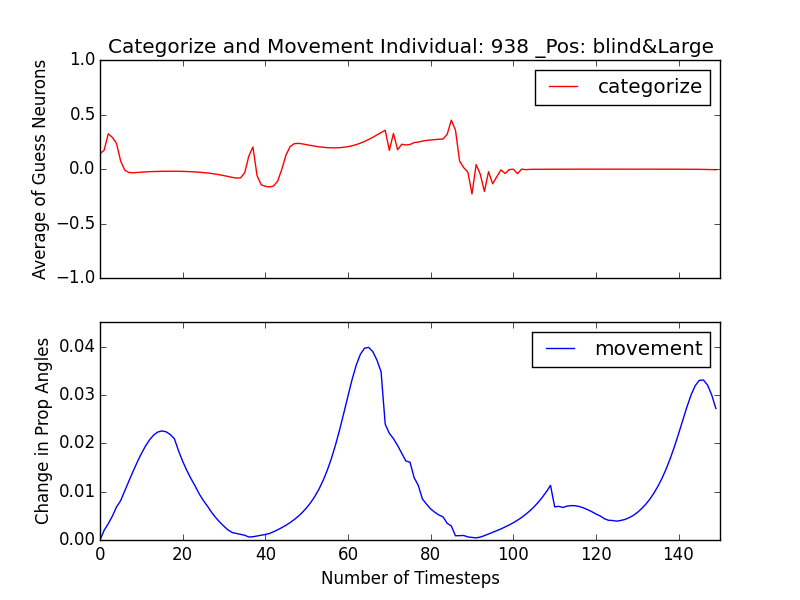 Categorize and Movement Individual: 938 _Pos: blind&Large
1.0
0.5
0.0
−0.5
−1.0
Average of Guess Neurons
categorize
0.04
0.03
0.02
0.01
0.00
Change in Prop Angles
movement
0 20 40 60 80 100 120 140
Number of Timesteps